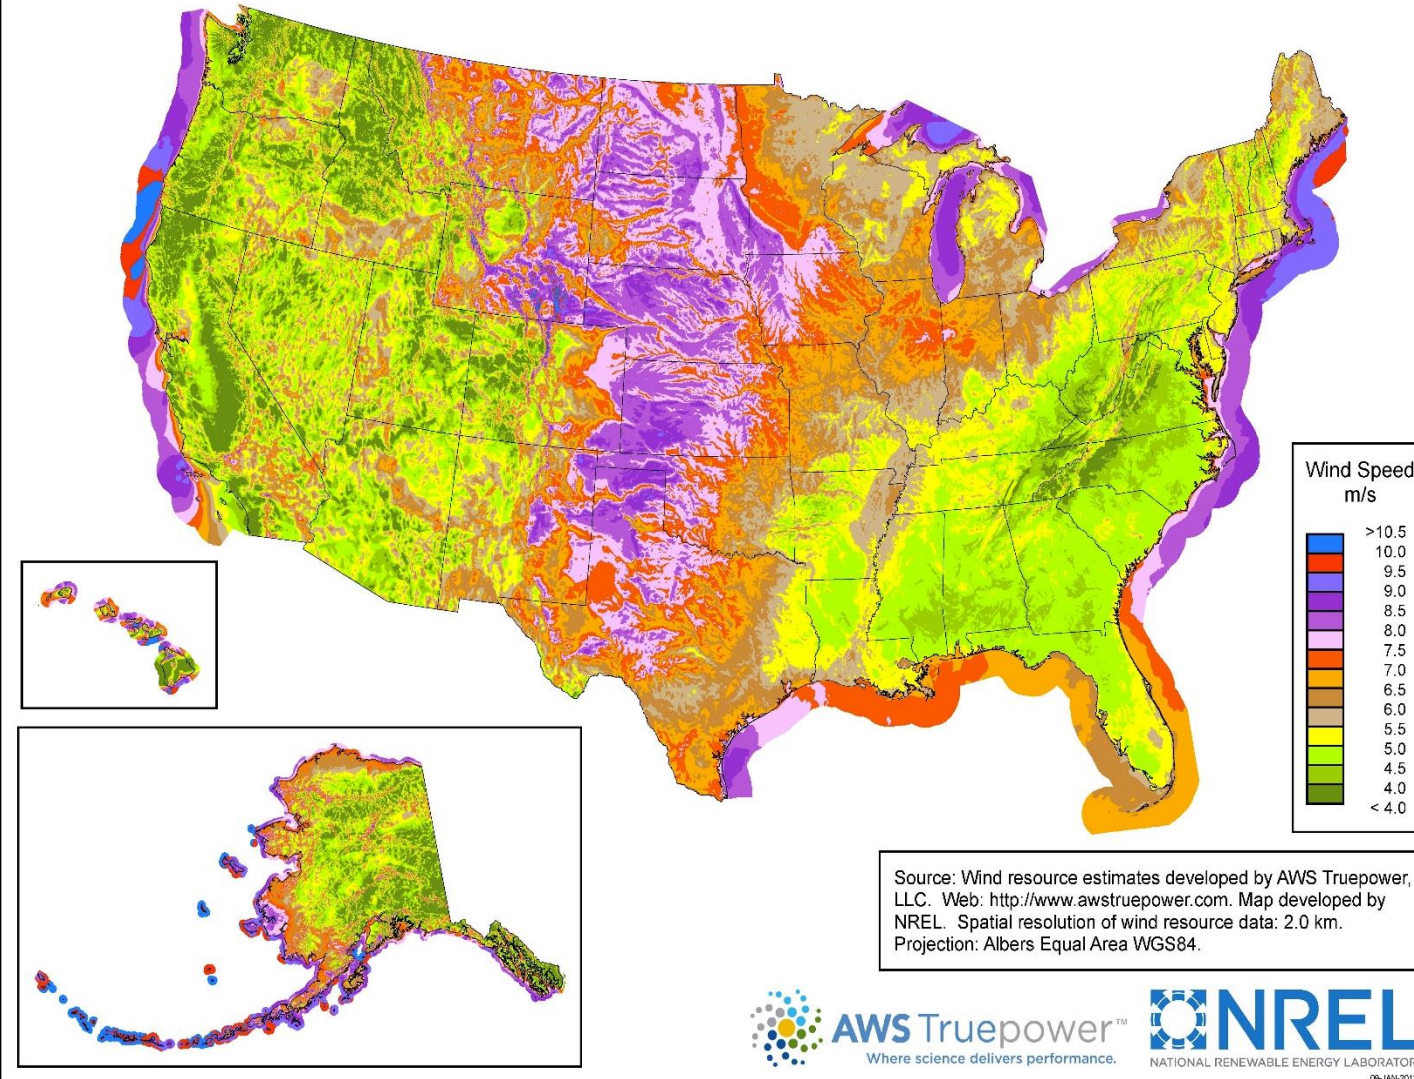 Wind Speed
m/s
>10.5
10.0
9.5
9.0
8.5
8.0
7.5
7.0
6.5
6.0
5.5
5.0
4.5
4.0
< 4.0
Source: Wind resource estimates developed by AWS Truepower,
LLC. Web: http://www.awstruepower.com. Map developed by
NREL. Spatial resolution of wind resource data: 2.0 km.
Projection: Albers Equal Area WGS84.
AWS Truepower™
Where science delivers performance.
NREL
NATIONAL RENEWABLE ENERGY LABORATOR